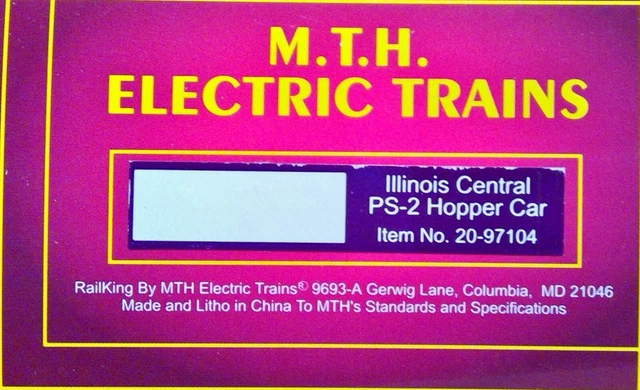 M.T.H.
ELECTRIC TRAINS
Illinois Central
PS-2 Hopper Car
Item No. 20-97104
RailKing By MTH Electric Trains® 9693-A Gerwig Lane, Columbia, MD 21046
Made and Litho in China To MTH's Standards and Specifications